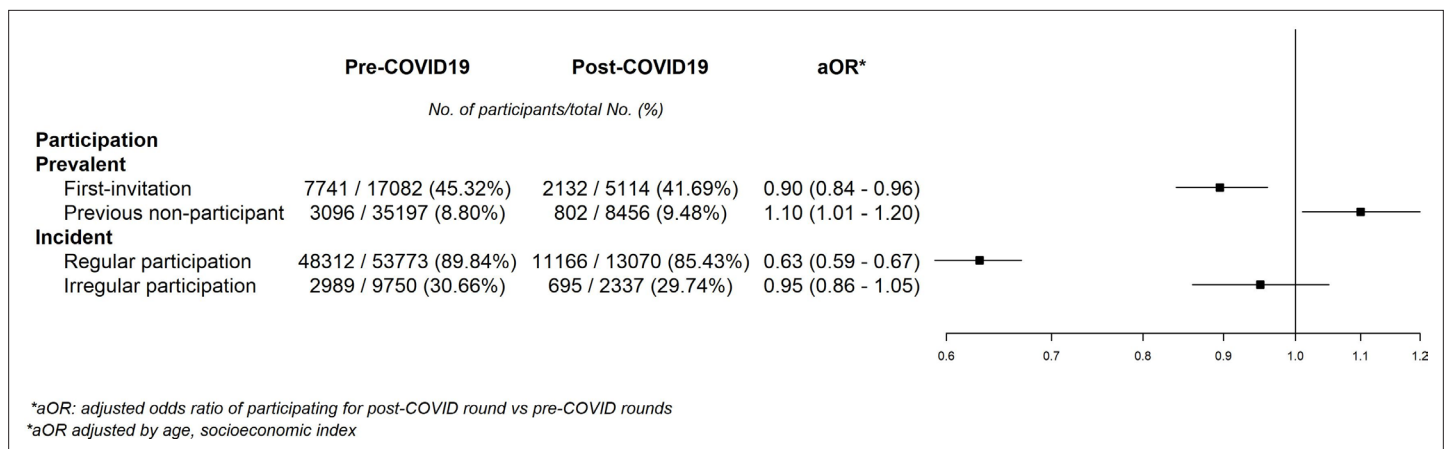 Pre-COVID19 Post-COVID19 aOR*
No. of participants/total No. (%)
Participation
Prevalent
First-invitation 7741 / 17082 (45.32%) 2132 / 5114 (41.69%) 0.90 (0.84 - 0.96)
Previous non-participant 3096 / 35197 (8.80%) 802 / 8456 (9.48%) 1.10 (1.01 - 1.20)
Incident
Regular participation 48312 / 53773 (89.84%) 11166 / 13070 (85.43%) 0.63 (0.59 - 0.67)
Irregular participation 2989 / 9750 (30.66%) 695 / 2337 (29.74%) 0.95 (0.86 - 1.05)
0.6 0.7 0.8 0.9 1.0 1.1 1.2
*aOR: adjusted odds ratio of participating for post-COVID round vs pre-COVID rounds
*aOR adjusted by age, socioeconomic index